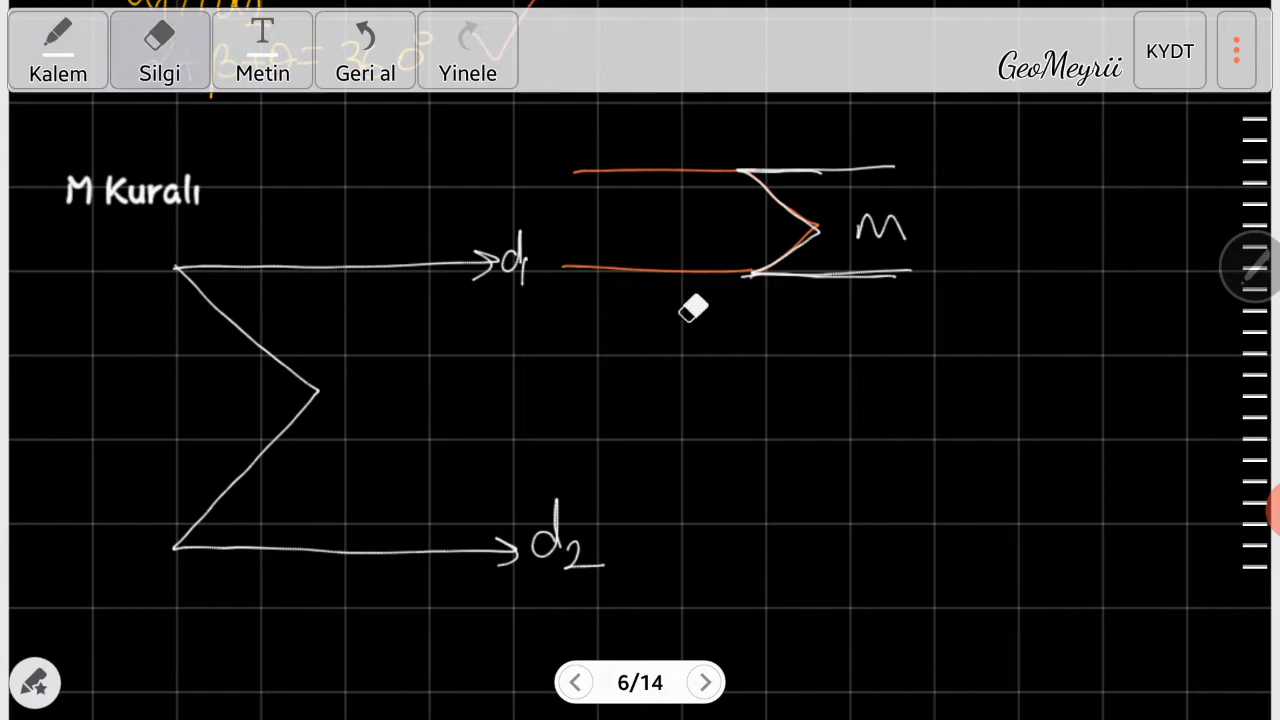 Kalem
Silgi
Metin
Geri al
Yinele
GeoMeyrii
KYDT
M Kuralı
d1
M
d2
6/14